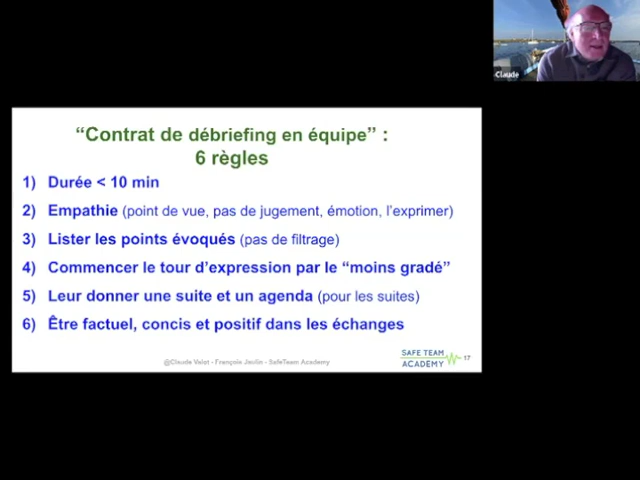 Claude
“Contrat de débriefing en équipe” :
6 règles
1) Durée < 10 min
2) Empathie (point de vue, pas de jugement, émotion, l’exprimer)
3) Lister les points évoqués (pas de filtrage)
4) Commencer le tour d’expression par le “moins gradé”
5) Leur donner une suite et un agenda (pour les suites)
6) Être factuel, concis et positif dans les échanges
@Claude Valot - François Jaulin - SafeTeam Academy
SAFE TEAM
ACADEMY
17